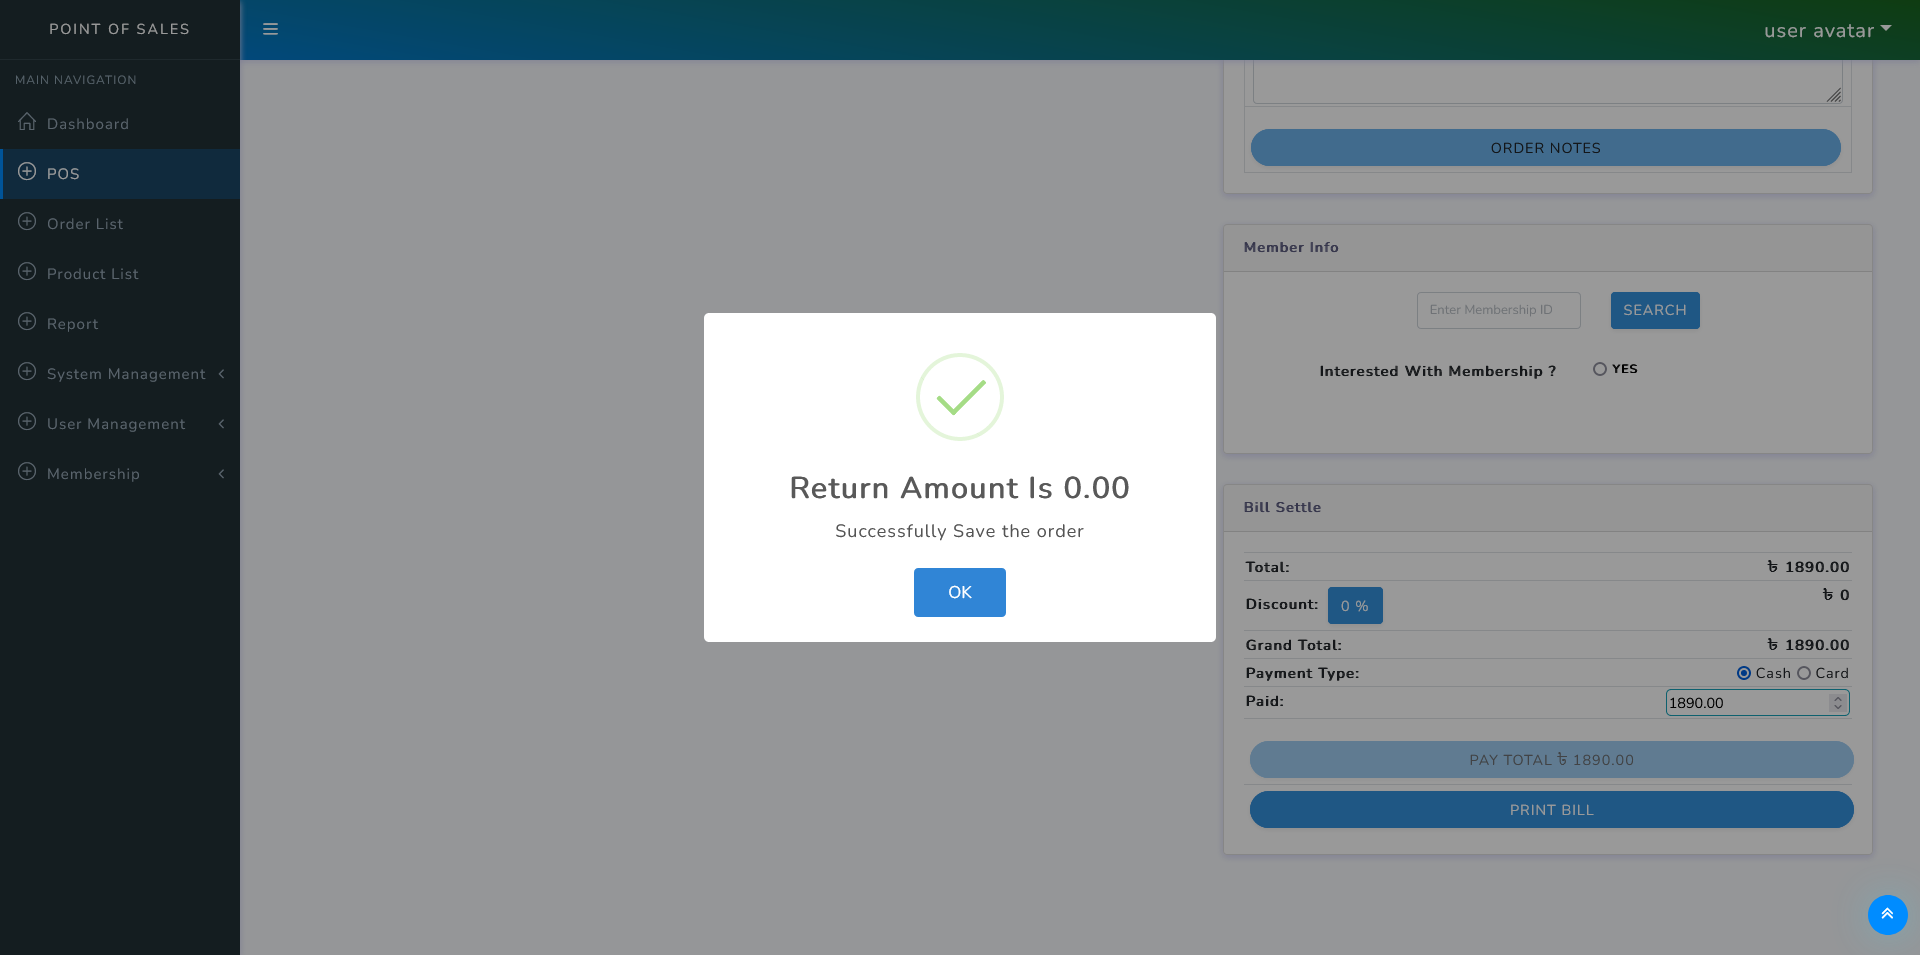 POINT OF SALES
user avatar
MAIN NAVIGATION
Dashboard
POS
Order List
Product List
Report
System Management
User Management
Membership
ORDER NOTES
Member Info
Enter Membership ID
SEARCH
Interested With Membership ?
YES
Return Amount Is 0.00
Successfully Save the order
OK
Bill Settle
Total: ৳ 1890.00
Discount: 0 % ৳ 0
Grand Total: ৳ 1890.00
Payment Type: Cash Card
Paid: 1890.00
PAY TOTAL ৳ 1890.00
PRINT BILL